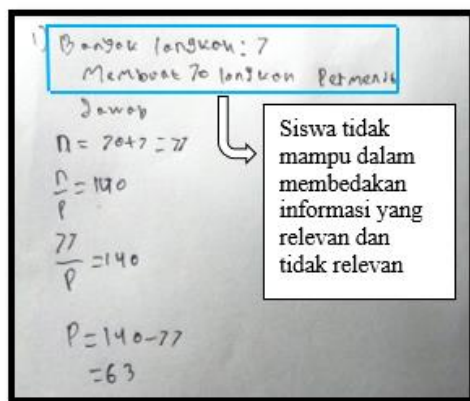 1) Banyak langkah: 7
Membuat 70 langkah Permenit
Jawab
n = 70+7 = 77
n/P = 140
77/P = 140
P = 140-77
= 63
Siswa tidak
mampu dalam
membedakan
informasi yang
relevan dan
tidak relevan